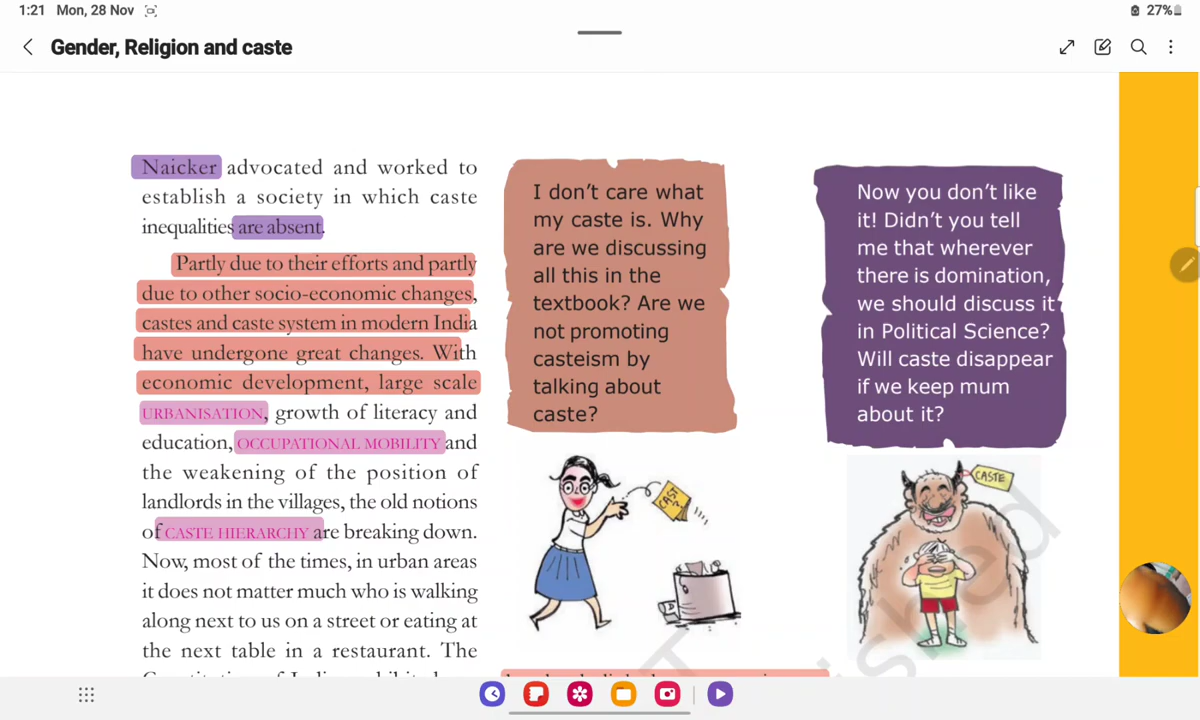 1:21 Mon, 28 Nov
27%
Gender, Religion and caste
Naicker advocated and worked to
establish a society in which caste
inequalities are absent.
Partly due to their efforts and partly
due to other socio-economic changes,
castes and caste system in modern India
have undergone great changes. With
economic development, large scale
URBANISATION, growth of literacy and
education, OCCUPATIONAL MOBILITY and
the weakening of the position of
landlords in the villages, the old notions
of CASTE HIERARCHY are breaking down.
Now, most of the times, in urban areas
it does not matter much who is walking
along next to us on a street or eating at
the next table in a restaurant. The
I don't care what
my caste is. Why
are we discussing
all this in the
textbook? Are we
not promoting
casteism by
talking about
caste?
CASTE
Now you don't like
it! Didn't you tell
me that wherever
there is domination,
we should discuss it
in Political Science?
Will caste disappear
if we keep mum
about it?
CASTE